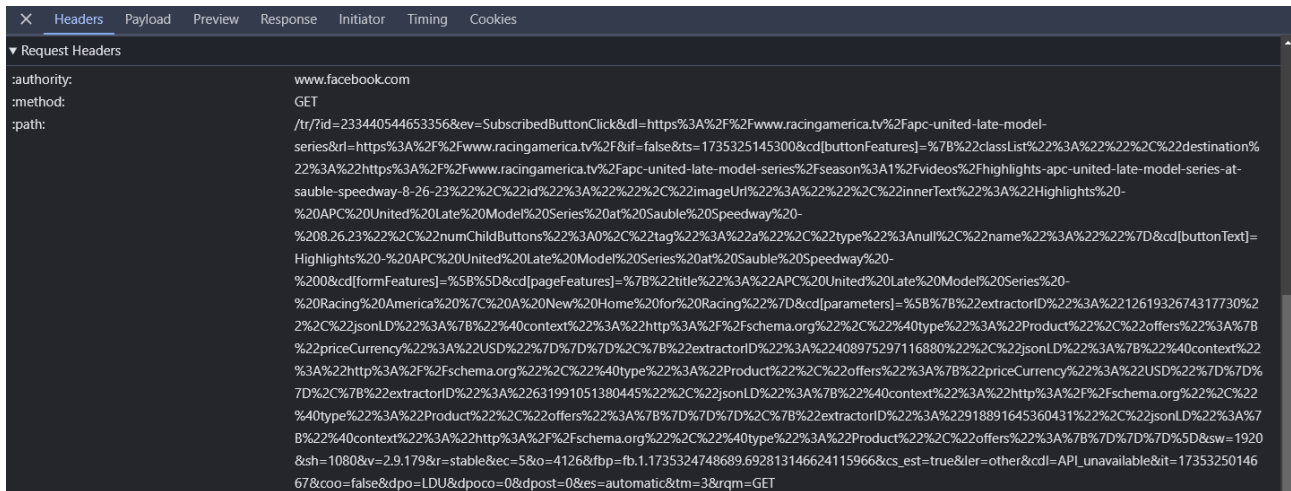 Headers Payload Preview Response Initiator Timing Cookies
Request Headers
:authority: www.facebook.com
:method: GET
:path: /tr/?id=233440544653356&ev=SubscribedButtonClick&dl=https%3A%2F%2Fwww.racingamerica.tv%2Fapc-united-late-model-
series&rl=https%3A%2F%2Fwww.racingamerica.tv%2F&if=false&ts=1735325145300&cd[buttonFeatures]=%7B%22classList%22%3A%22%22%2C%22destination%
22%3A%22https%3A%2F%2Fwww.racingamerica.tv%2Fapc-united-late-model-series%2Fseason%3A1%2Fvideos%2Fhighlights-apc-united-late-model-series-at-
sauble-speedway-8-26-23%22%2C%22id%22%3A%22%22%2C%22imageUrl%22%3A%22%22%2C%22innerText%22%3A%22Highlights%20-
%20APC%20United%20Late%20Model%20Series%20at%20Sauble%20Speedway%20-
%208.26.23%22%2C%22numChildButtons%22%3A0%2C%22tag%22%3A%22a%22%2C%22type%22%3Anull%2C%22name%22%3A%22%22%7D&cd[buttonText]=
Highlights%20-%20APC%20United%20Late%20Model%20Series%20at%20Sauble%20Speedway%20-
%200&cd[formFeatures]=%5B%5D&cd[pageFeatures]=%7B%22title%22%3A%22APC%20United%20Late%20Model%20Series%20-
%20Racing%20America%20%7C%20A%20New%20Home%20for%20Racing%22%7D&cd[parameters]=%5B%7B%22extractorID%22%3A%221261932674317730%2
2%2C%22jsonLD%22%3A%7B%22%40context%22%3A%22http%3A%2F%2Fschema.org%22%2C%22%40type%22%3A%22Product%22%2C%22offers%22%3A%7B
%22priceCurrency%22%3A%22USD%22%7D%7D%7D%2C%7B%22extractorID%22%3A%22408975297116880%22%2C%22jsonLD%22%3A%7B%22%40context%22
%3A%22http%3A%2F%2Fschema.org%22%2C%22%40type%22%3A%22Product%22%2C%22offers%22%3A%7B%22priceCurrency%22%3A%22USD%22%7D%7D%
7D%2C%7B%22extractorID%22%3A%22631991051380445%22%2C%22jsonLD%22%3A%7B%22%40context%22%3A%22http%3A%2F%2Fschema.org%22%2C%22
%40type%22%3A%22Product%22%2C%22offers%22%3A%7B%7D%7D%7D%2C%7B%22extractorID%22%3A%22918891645360431%22%2C%22jsonLD%22%3A%7
B%22%40context%22%3A%22http%3A%2F%2Fschema.org%22%2C%22%40type%22%3A%22Product%22%2C%22offers%22%3A%7B%7D%7D%7D%5D&sw=1920
&sh=1080&v=2.9.179&r=stable&ec=5&o=4126&fbp=fb.1.1735324748689.692813146624115966&cs_est=true&ler=other&cdl=API_unavailable&it=17353250146
67&coo=false&dpo=LDU&dpoco=0&dpost=0&es=automatic&tm=3&rqm=GET